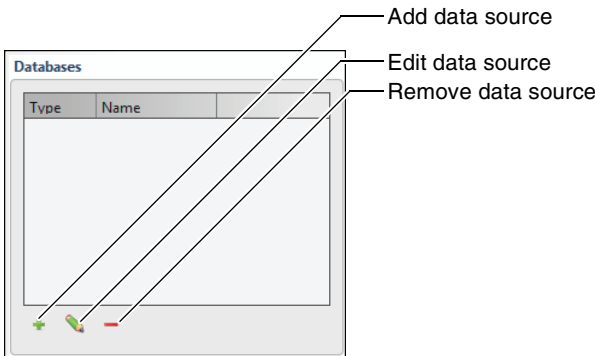 Add data source
Edit data source
Remove data source
Databases
Type Name